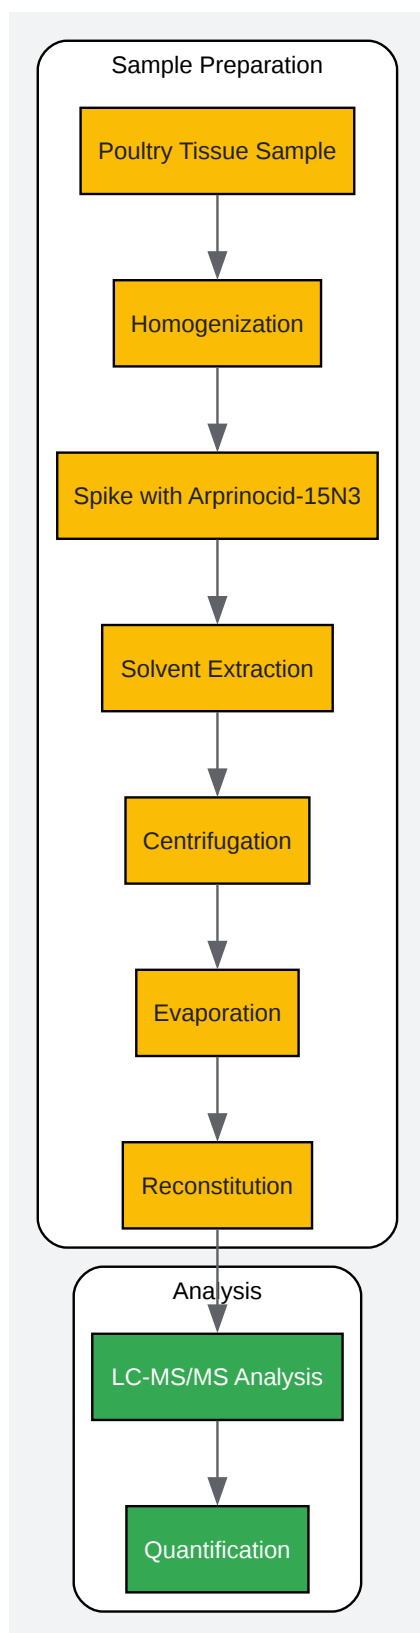 Sample Preparation
Poultry Tissue Sample
Homogenization
Spike with Arprinocid-15N3
Solvent Extraction
Centrifugation
Evaporation
Reconstitution
Analysis
LC-MS/MS Analysis
Quantification